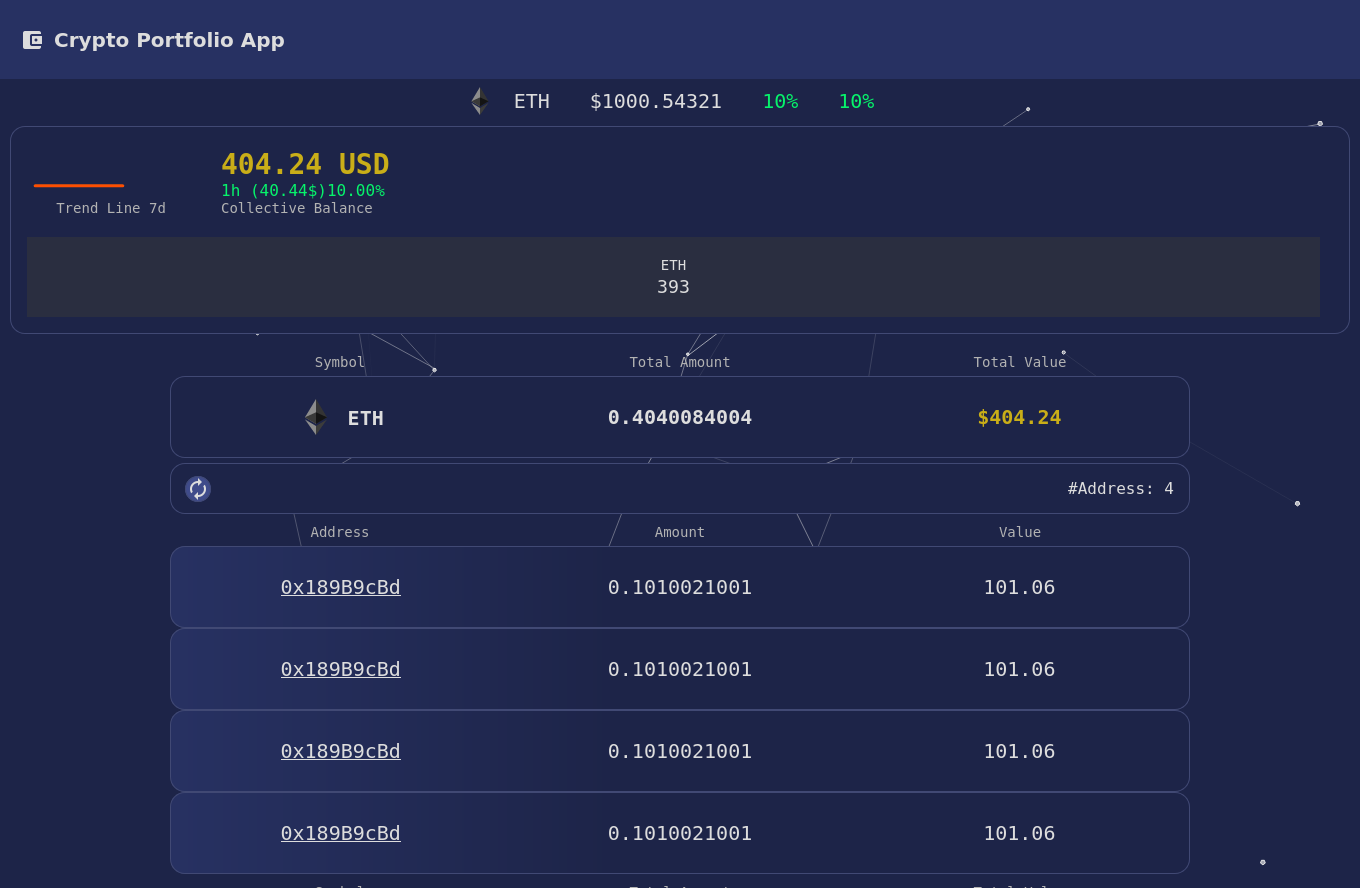 Crypto Portfolio App
ETH $1000.54321 10% 10%
404.24 USD
1h (40.44$)10.00%
Trend Line 7d Collective Balance
ETH
393
Symbol Total Amount Total Value
ETH 0.4040084004 $404.24
#Address: 4
Address Amount Value
0x189B9cBd 0.1010021001 101.06
0x189B9cBd 0.1010021001 101.06
0x189B9cBd 0.1010021001 101.06
0x189B9cBd 0.1010021001 101.06